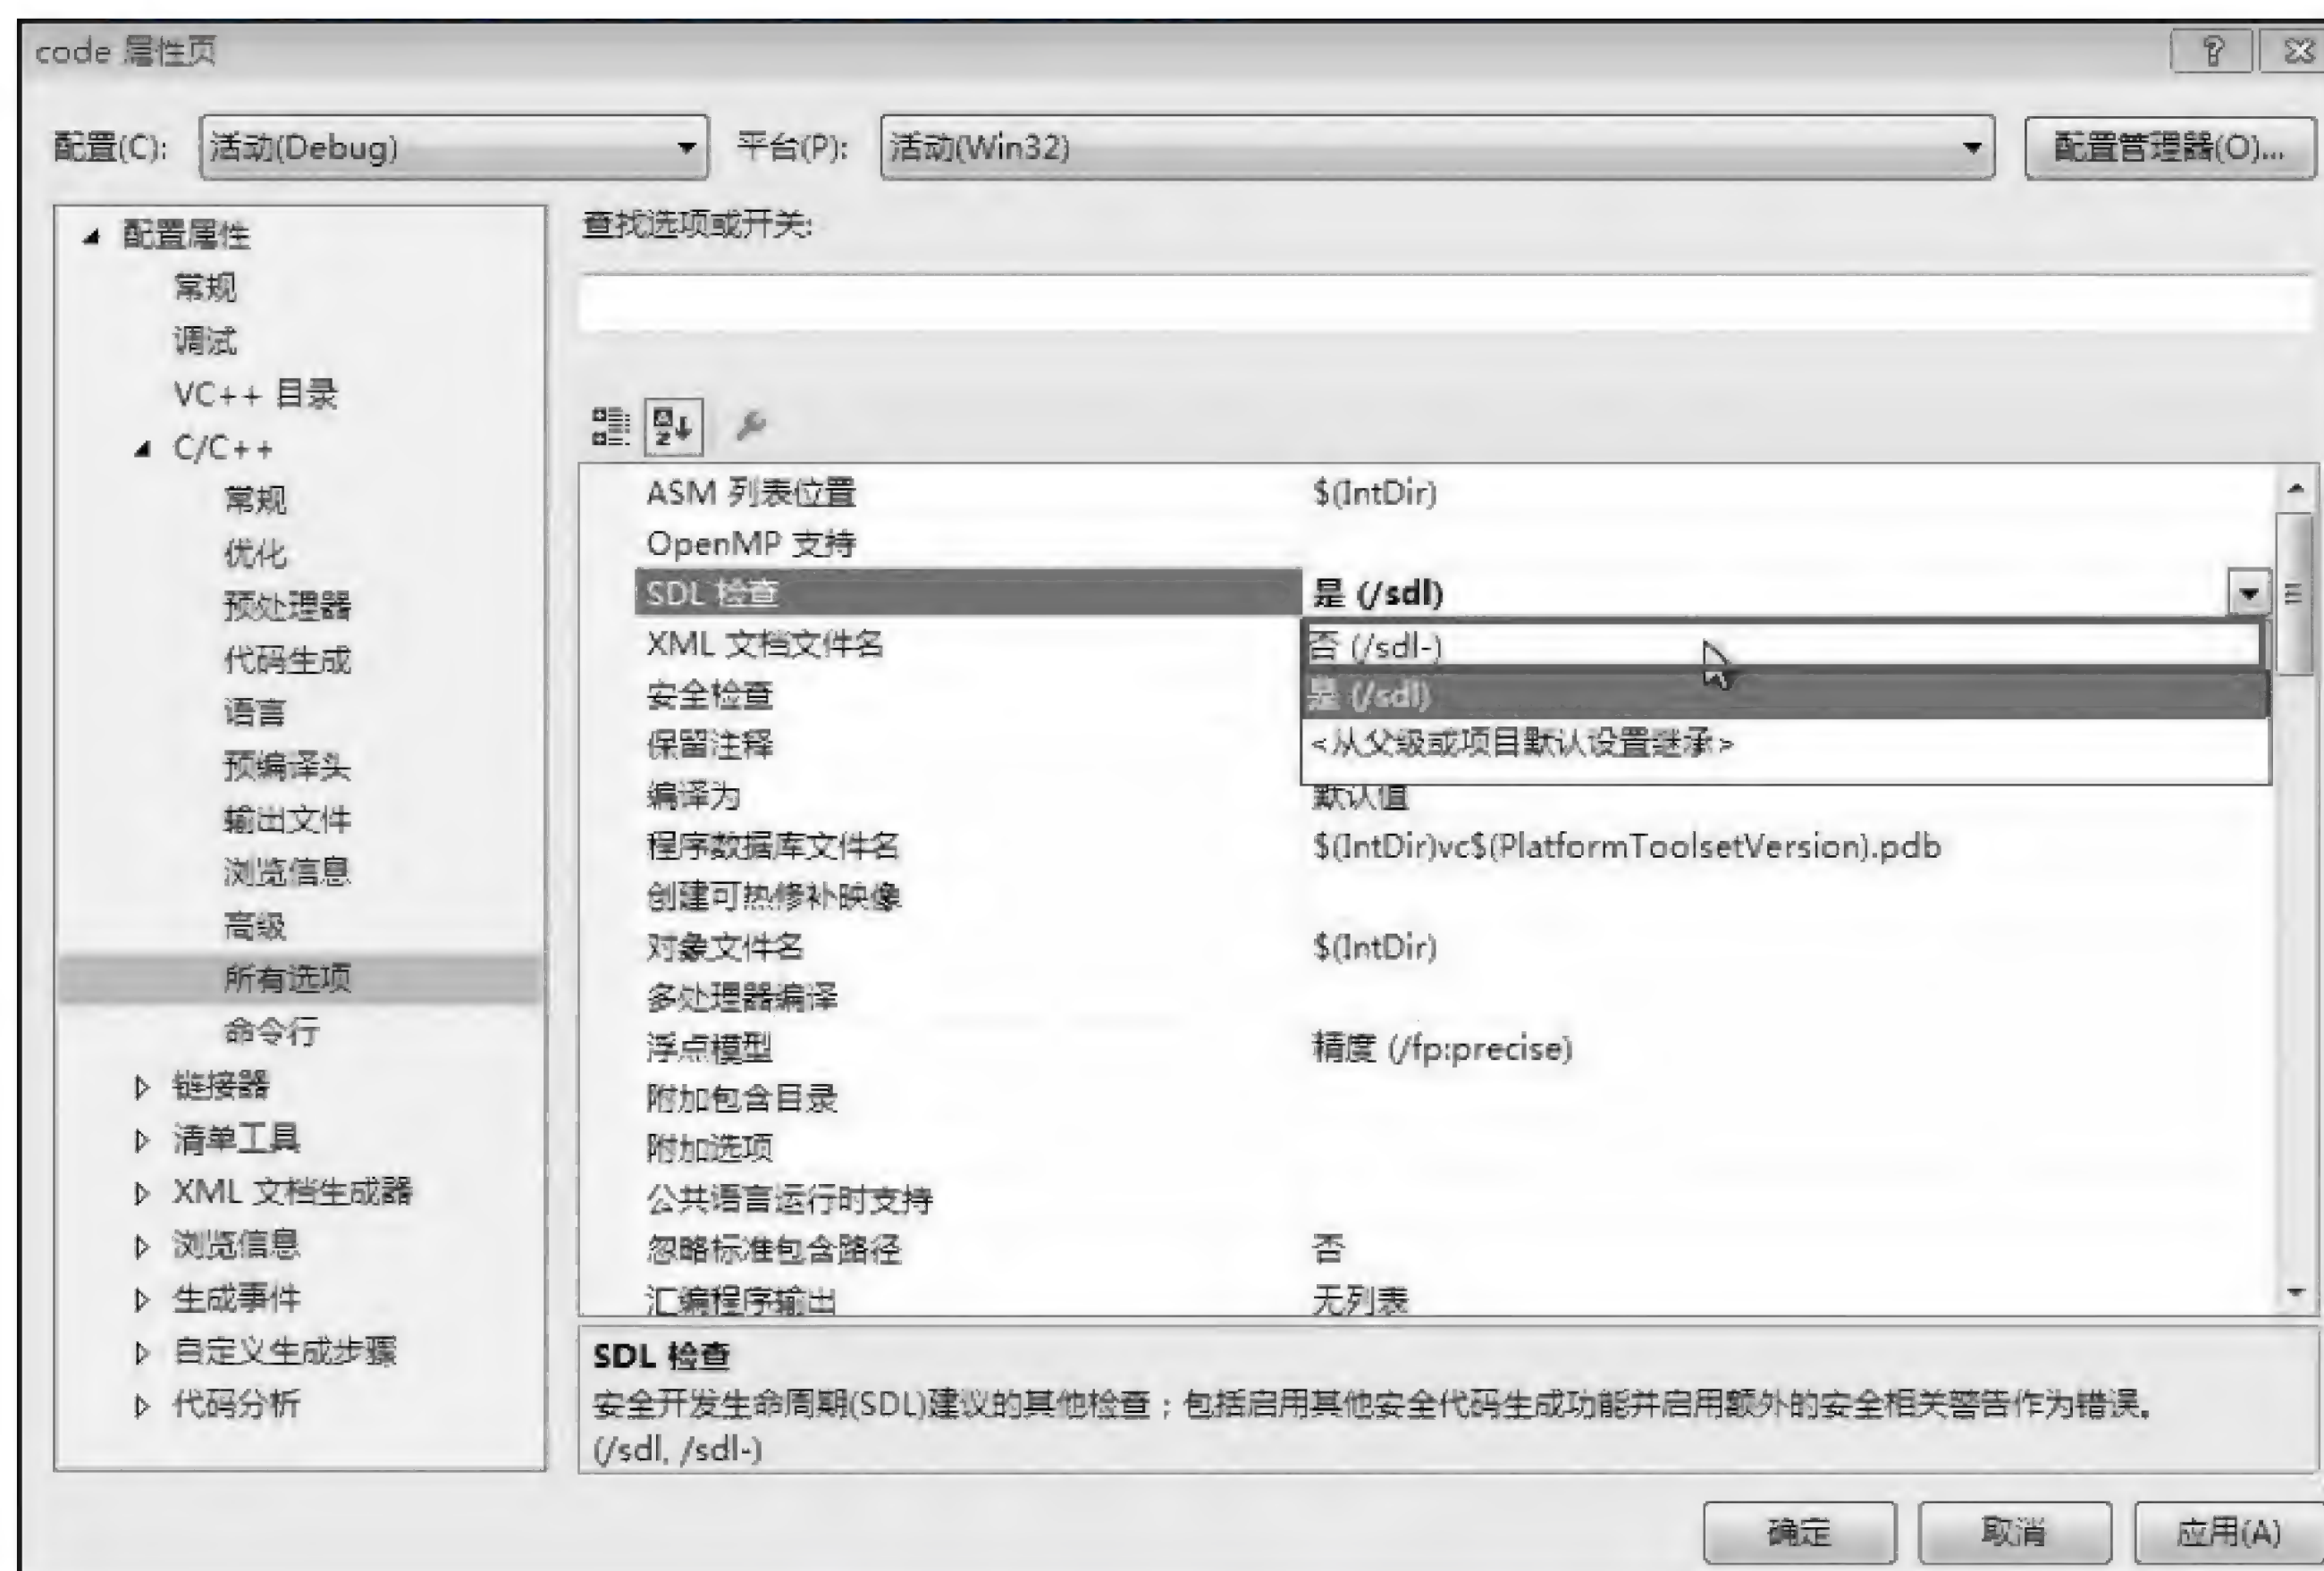 code 属性页
配置(C): 活动(Debug) 平台(P): 活动(Win32) 配置管理器(O)...
配置属性
常规
调试
VC++ 目录
C/C++
常规
优化
预处理器
代码生成
语言
预编译头
输出文件
浏览信息
高级
所有选项
命令行
链接器
清单工具
XML 文档生成器
浏览信息
生成事件
自定义生成步骤
代码分析
查找选项或开关:
ASM 列表位置 $(IntDir)
OpenMP 支持
SDL 检查 是 (/sdl)
XML 文档文件名 否 (/sdl-)
安全检查 是 (/sdl)
保留注释 <从父级或项目默认设置继承>
编译为 默认值
程序数据库文件名 $(IntDir)vc$(PlatformToolsetVersion).pdb
创建可热修补映像
对象文件名 $(IntDir)
多处理器编译
浮点模型 精度 (/fp:precise)
附加包含目录
附加选项
公共语言运行时支持
忽略标准包含路径 否
汇编程序输出 无列表
SDL 检查
安全开发生命周期(SDL)建议的其他检查；包括启用其他安全代码生成功能并启用额外的安全相关警告作为错误。
(/sdl, /sdl-)
确定 取消 应用(A)